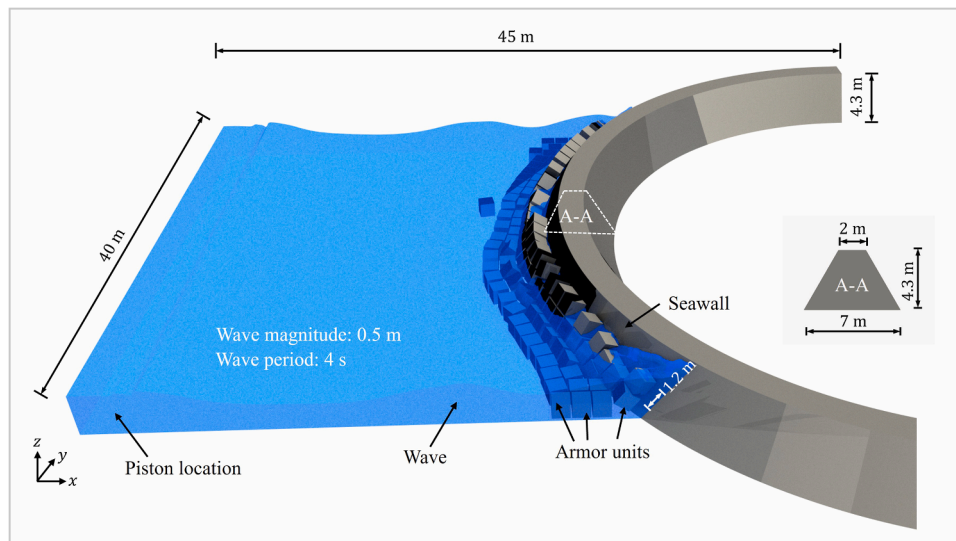 45 m
4.3 m
40 m
A-A
2 m
A-A
4.3 m
7 m
Seawall
Wave magnitude: 0.5 m
Wave period: 4 s
1.2 m
z
y
x
Piston location
Wave
Armor units